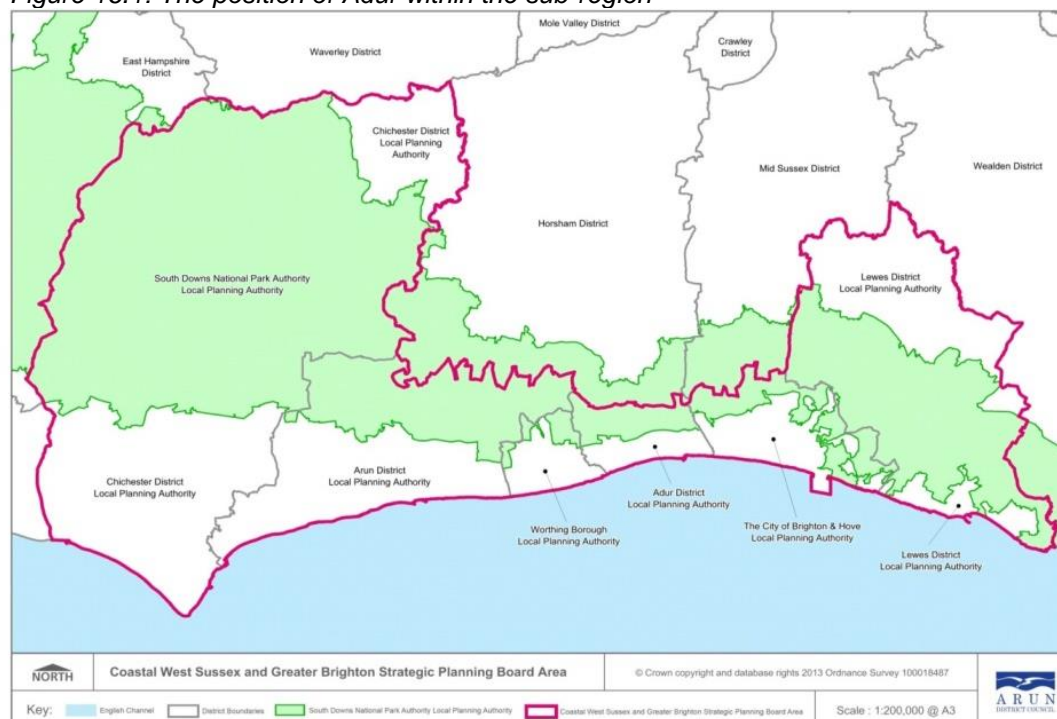 Figure The position of Adur within the sub-region
Mole Valley District
Waverley District
Crawley
District
East Hampshire
District
Chichester District
Local Planning
Authority
Mid Sussex District
Wealden District
Horsham District
South Downs National Park Authority
Local Planning Authority
Lewes District
Local Planning Authority
Chichester District
Local Planning Authority
Arun District
Local Planning Authority
Worthing Borough
Local Planning Authority
Adur District
Local Planning Authority
The City of Brighton & Hove
Local Planning Authority
Lewes District
Local Planning Authority
NORTH
Coastal West Sussex and Greater Brighton Strategic Planning Board Area
© Crown copyright and database rights 2013 Ordnance Survey 100018487
Key:
English Channel
District Boundaries
South Downs National Park Authority Local Planning Authority
Coastal West Sussex and Greater Brighton Strategic Planning Board Area
Scale : 1:200,000 @ A3
ARUN
DISTRICT COUNCIL